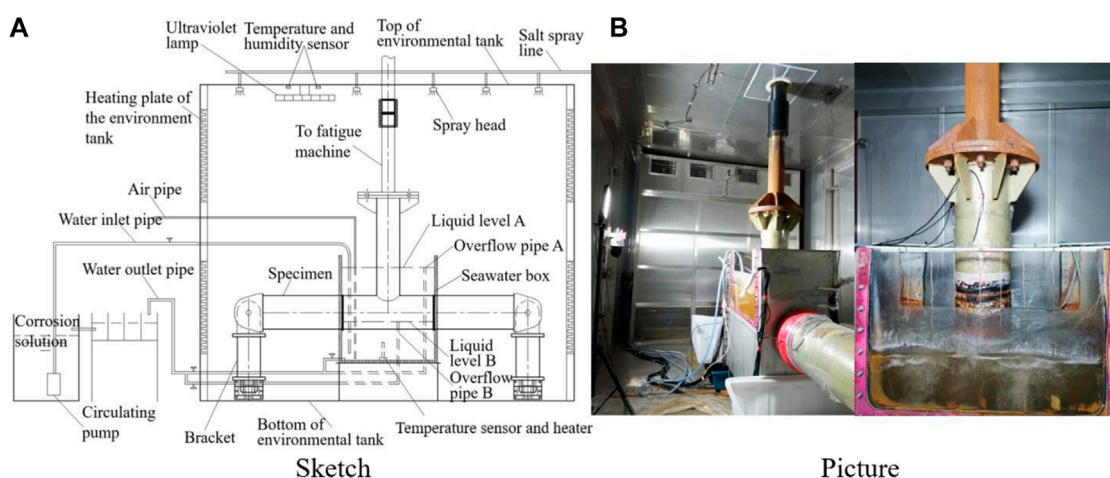 A
B
Ultraviolet
lamp
Temperature and
humidity sensor
Top of
environmental tank
Salt spray
line
Heating plate of
the environment
tank
To fatigue
machine
Spray head
Air pipe
Water inlet pipe
Water outlet pipe
Liquid level A
Overflow pipe A
Specimen
Seawater box
Corrosion
solution
Liquid
level B
Overflow
pipe B
Circulating
pump
Bracket
Bottom of
environmental tank
Temperature sensor and heater
Sketch
Picture